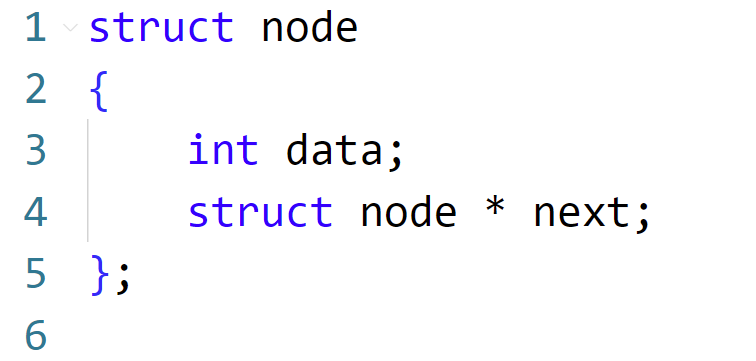 1 struct node
2 {
3     int data;
4     struct node * next;
5 };
6